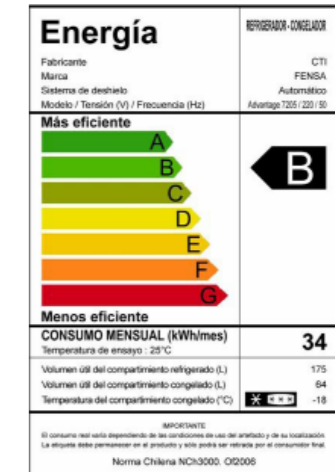 Energía REFRIGERADOR - CONGELADOR
Fabricante CTI
Marca FENSA
Sistema de deshielo Automático
Modelo / Tensión (V) / Frecuencia (Hz) Advantage 7205 / 220 / 50
Más eficiente
A
B B
C
D
E
F
G
Menos eficiente
CONSUMO MENSUAL (kWh/mes) 34
Temperatura de ensayo : 25°C
Volumen útil del compartimiento refrigerado (L) 175
Volumen útil del compartimiento congelado (L) 64
Temperatura del compartimiento congelado (°C) -18
IMPORTANTE
El consumo real varía dependiendo de las condiciones de uso del artefacto y de su localización
La etiqueta debe permanecer en el producto y sólo podrá ser retirada por el consumidor final.
Norma Chilena NCh3000. Of2006